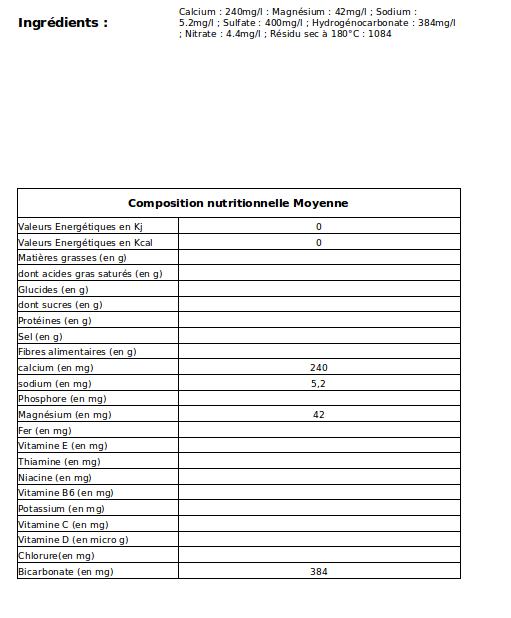 Ingrédients :
Calcium : 240mg/l : Magnésium : 42mg/l ; Sodium :
5.2mg/l ; Sulfate : 400mg/l ; Hydrogénocarbonate : 384mg/l
; Nitrate : 4.4mg/l ; Résidu sec à 180°C : 1084
Composition nutritionnelle Moyenne
Valeurs Energétiques en Kj 0
Valeurs Energétiques en Kcal 0
Matières grasses (en g)
dont acides gras saturés (en g)
Glucides (en g)
dont sucres (en g)
Protéines (en g)
Sel (en g)
Fibres alimentaires (en g)
calcium (en mg) 240
sodium (en mg) 5,2
Phosphore (en mg)
Magnésium (en mg) 42
Fer (en mg)
Vitamine E (en mg)
Thiamine (en mg)
Niacine (en mg)
Vitamine B6 (en mg)
Potassium (en mg)
Vitamine C (en mg)
Vitamine D (en micro g)
Chlorure(en mg)
Bicarbonate (en mg) 384